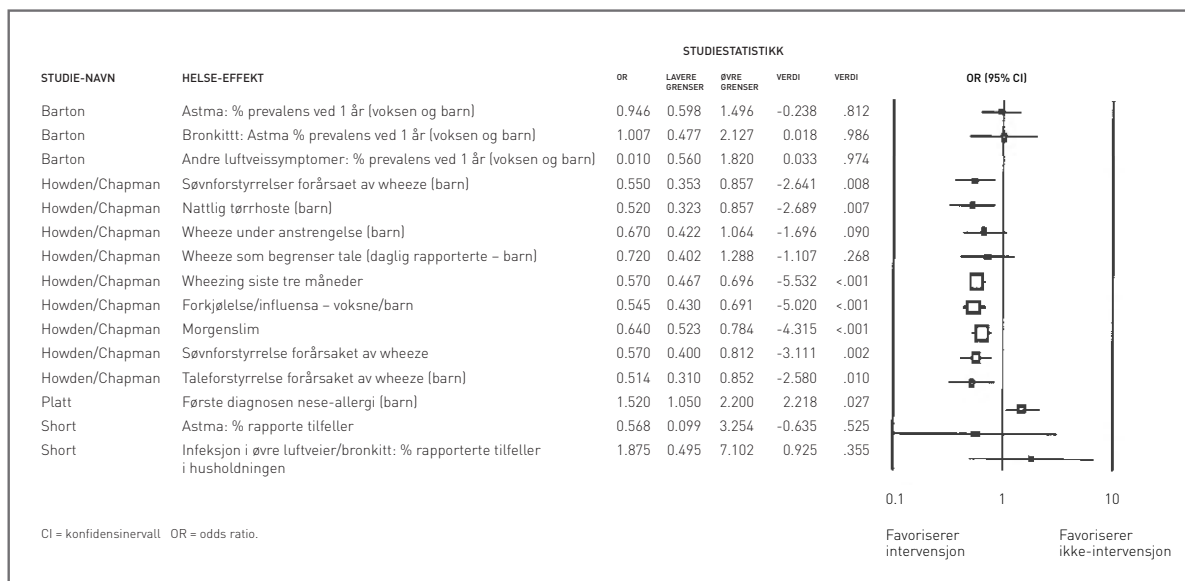 STUDIESTATISTIKK
STUDIE-NAVN HELSE-EFFEKT OR LAVERE GRENSER ØVRE GRENSER VERDI VERDI OR (95% CI)
Barton Astma: % prevalens ved 1 år (voksen og barn) 0.946 0.598 1.496 -0.238 .812
Barton Bronkittt: Astma % prevalens ved 1 år (voksen og barn) 1.007 0.477 2.127 0.018 .986
Barton Andre luftveissymptomer: % prevalens ved 1 år (voksen og barn) 0.010 0.560 1.820 0.033 .974
Howden/Chapman Søvnforstyrrelser forårsaet av wheeze (barn) 0.550 0.353 0.857 -2.641 .008
Howden/Chapman Nattlig tørrhoste (barn) 0.520 0.323 0.857 -2.689 .007
Howden/Chapman Wheeze under anstrengelse (barn) 0.670 0.422 1.064 -1.696 .090
Howden/Chapman Wheeze som begrenser tale (daglig rapporterte – barn) 0.720 0.402 1.288 -1.107 .268
Howden/Chapman Wheezing siste tre måneder 0.570 0.467 0.696 -5.532 <.001
Howden/Chapman Forkjølelse/influensa – voksne/barn 0.545 0.430 0.691 -5.020 <.001
Howden/Chapman Morgenslim 0.640 0.523 0.784 -4.315 <.001
Howden/Chapman Søvnforstyrrelse forårsaket av wheeze 0.570 0.400 0.812 -3.111 .002
Howden/Chapman Taleforstyrrelse forårsaket av wheeze (barn) 0.514 0.310 0.852 -2.580 .010
Platt Første diagnosen nese-allergi (barn) 1.520 1.050 2.200 2.218 .027
Short Astma: % rapporte tilfeller 0.568 0.099 3.254 -0.635 .525
Short Infeksjon i øvre luftveier/bronkitt: % rapporterte tilfeller 1.875 0.495 7.102 0.925 .355
i husholdningen
0.1 1 10
CI = konfidensinervall OR = odds ratio.
Favoriserer Favoriserer
intervensjon ikke-intervensjon